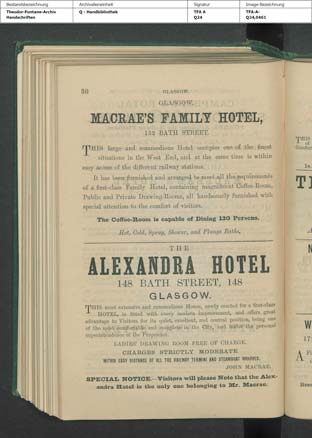 Bestandsbezeichnung Archivalieneinheit Signatur Image-Bezeichnung
Theodor-Fontane-Archiv Q - Handbibliothek TFA A TFA-A-
Handschriften Q24 Q24,0461
GLASGOW.
GLASGOW.
MACRAE'S FAMILY HOTEL,
BATH STREET.
THIS large and commodious Hotel occupies one of the finest
situations in the West End, and at the same time is within
easy access of the different railway stations.
It has been furnished and arranged to meet all the requirements
of a first-class Family Hotel, containing magnificent Coffee-Room,
Public and Private Drawing-Rooms, all handsomely furnished with
special attention to the comfort of visitors.
The Coffee-Room is capable of Dining 130 Persons.
Hot, Cold, Spray, Shower, and Plunge Baths.
THE
ALEXANDRA HOTEL
148 BATH STREET, 148
GLASGOW.
THIS most extensive and commodious House, newly erected for a first-class
HOTEL, is fitted with every modern improvement, and offers great
advantage to Visitors for its quiet, excellent, and central position, being one
of the most comfortable and complete in the City, and under the personal
superintendence of the Proprietor.
LADIES' DRAWING ROOM FREE OF CHARGE.
CHARGES STRICTLY MODERATE
WITHIN EASY DISTANCE OF ALL THE RAILWAY TERMINI AND STEAMBOAT WHARVES.
JOHN MACRAE.
SPECIAL NOTICE.—Visitors will please Note that the Alex-
andra Hotel is the only one belonging to Mr. Macrae.